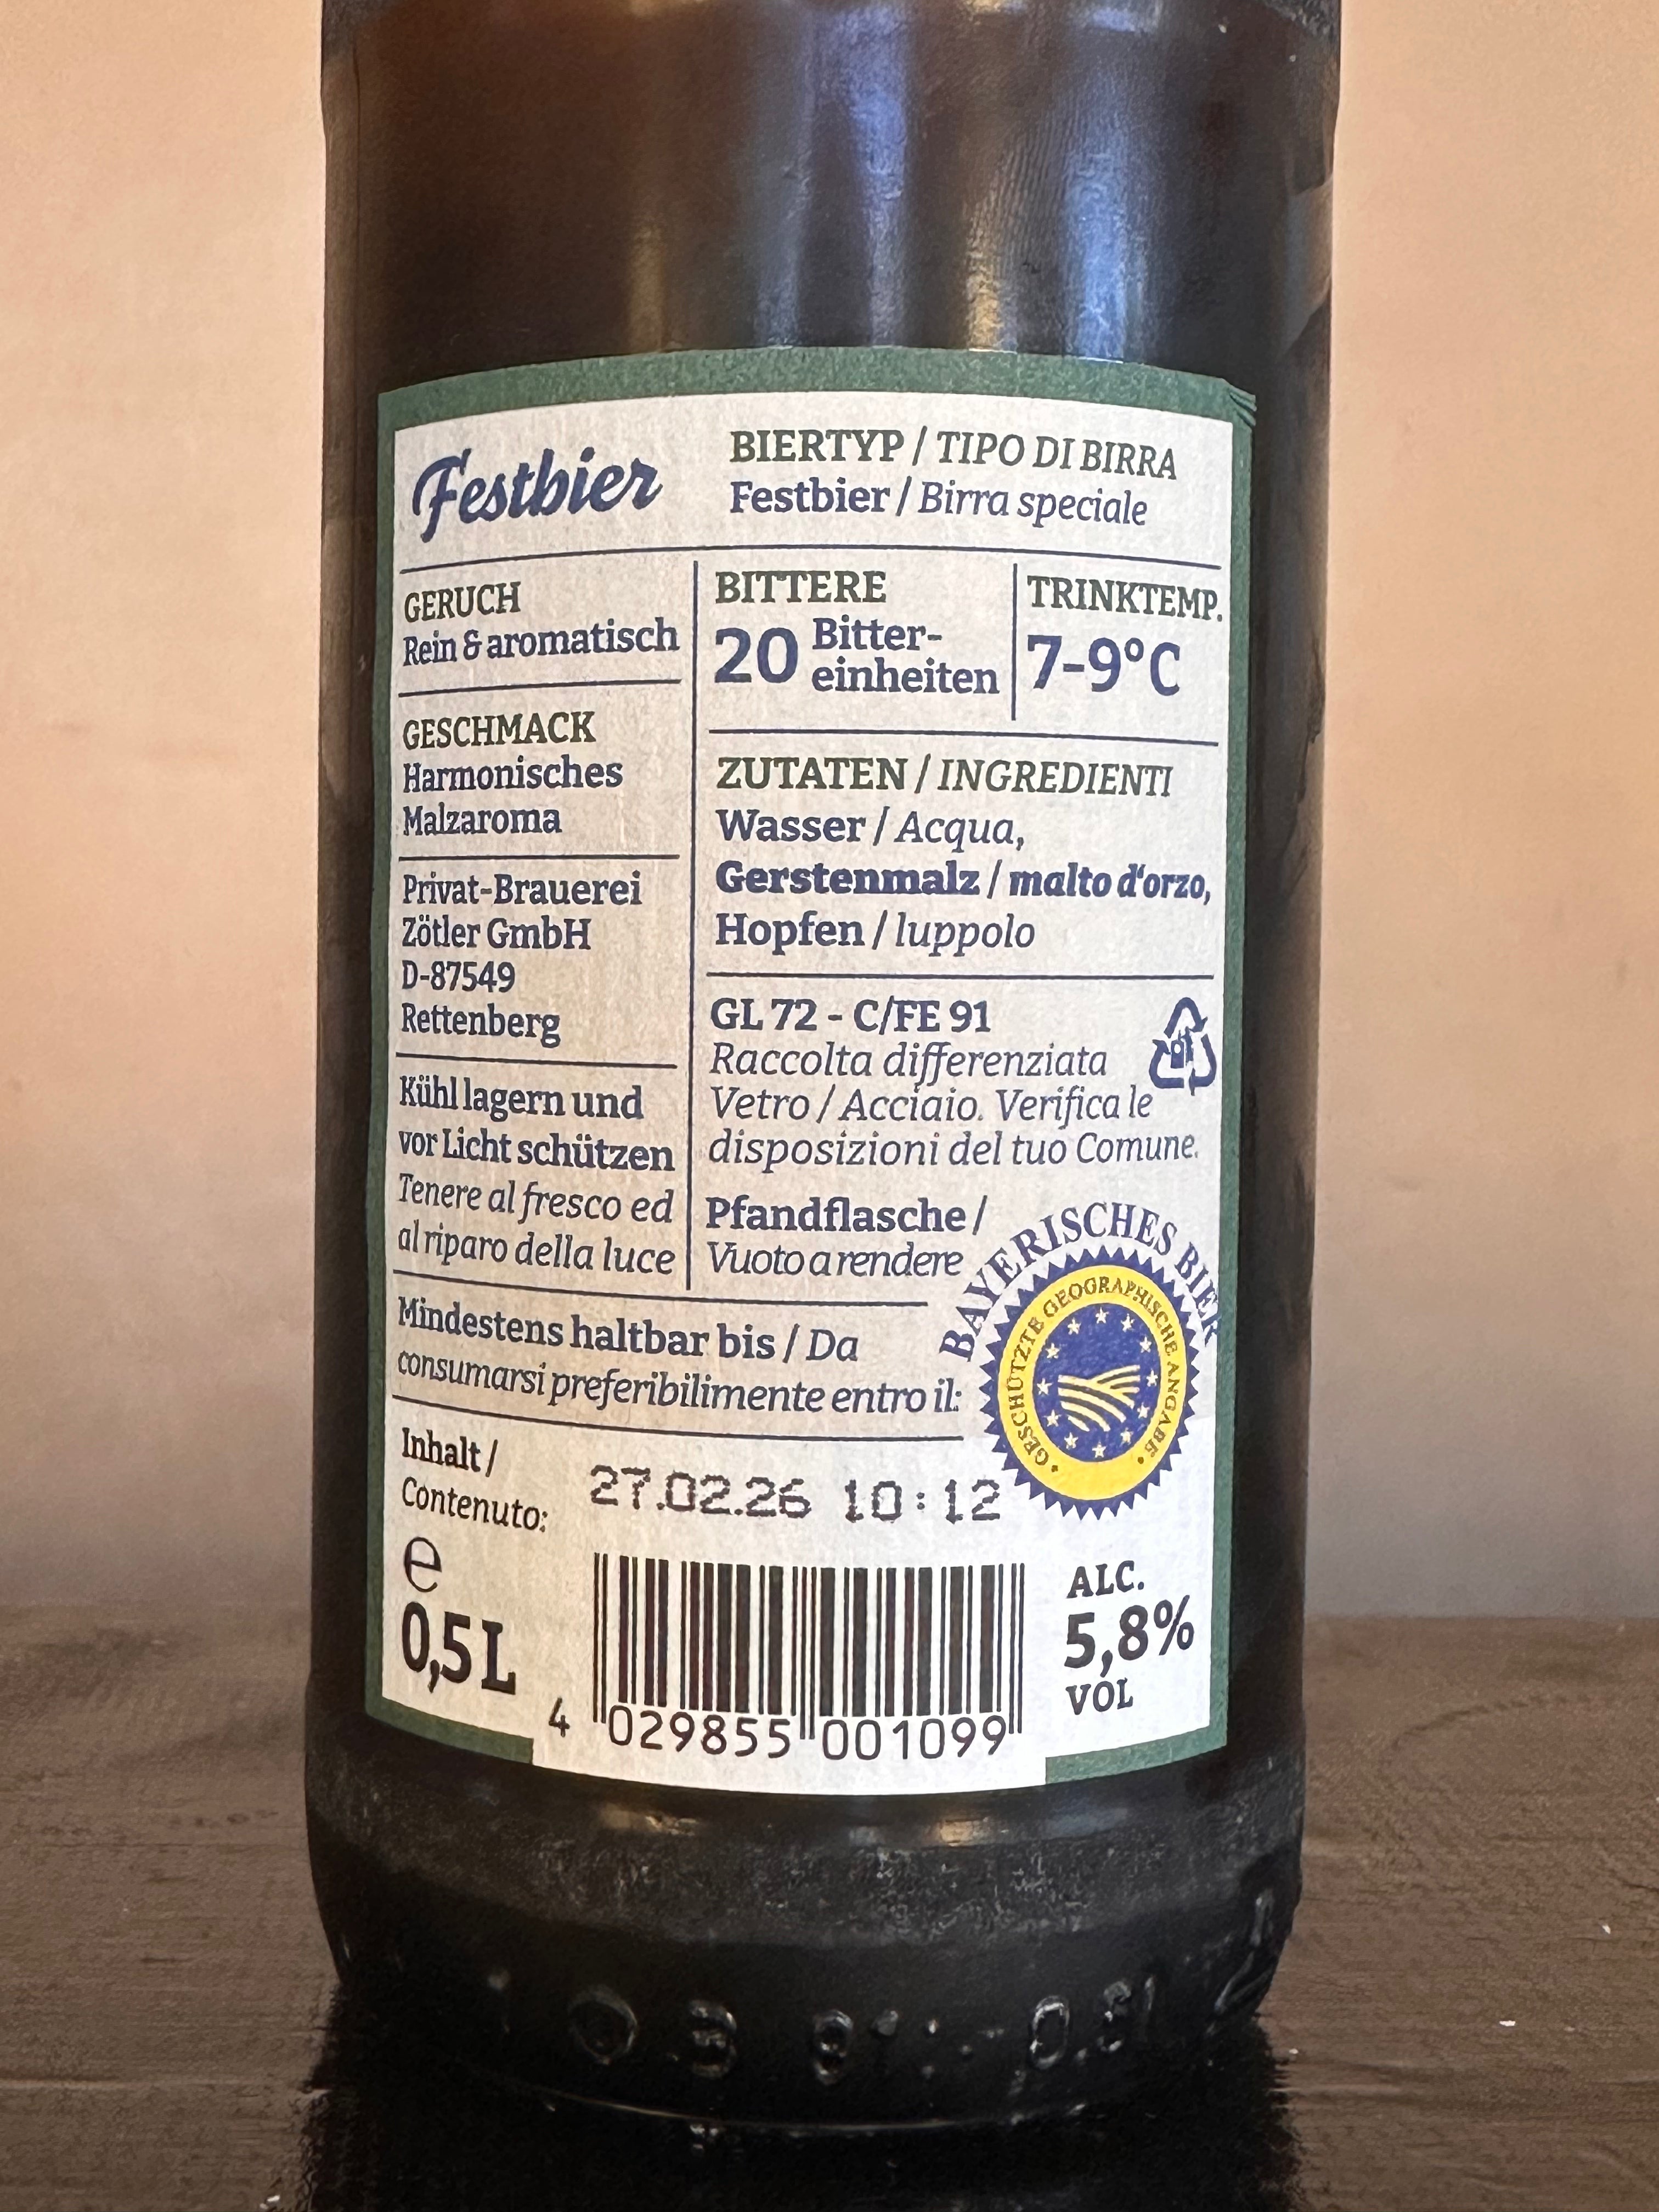 Festbier
BIERTYP / TIPO DI BIRRA
Festbier / Birra speciale
GERUCH
Rein & aromatisch
GESCHMACK
Harmonisches
Malzaroma
Privat-Brauerei
Zötler GmbH
D-87549
Rettenberg
Kühl lagern und
vor Licht schützen
Tenere al fresco ed
al riparo della luce
BITTERE
20 Bitter-
einheiten
TRINKTEMP.
7-9°C
ZUTATEN / INGREDIENTI
Wasser / Acqua,
Gerstenmalz / malto d'orzo,
Hopfen / luppolo
GL 72 - C/FE 91
Raccolta differenziata
Vetro / Acciaio. Verifica le
disposizioni del tuo Comune.
Pfandflasche /
Vuoto a rendere
BAYERISCHES BIER
GESCHÜTZTE GEOGRAPHISCHE ANGABE
Mindestens haltbar bis / Da
consumarsi preferibilimente entro il:
27.02.26 10:12
Inhalt /
Contenuto:
e
0,5 L
4 029855 001099
ALC.
5,8%
VOL